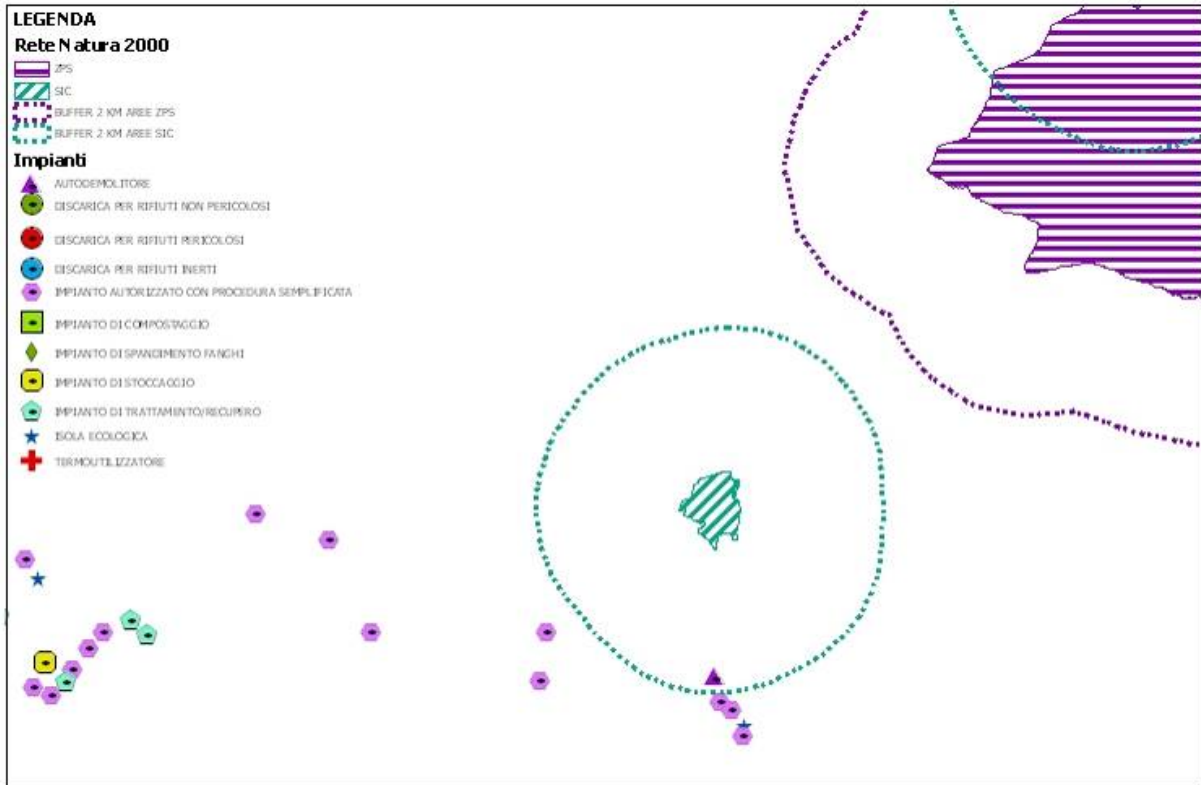 LEGENDA
Rete Natura 2000
ZPS
SIC
BUFFER 2 KM AREE ZPS
BUFFER 2 KM AREE SIC
Impianti
AUTODEMOLITORE
DISCARICA PER RIFIUTI NON PERICOLOSI
DISCARICA PER RIFIUTI PERICOLOSI
DISCARICA PER RIFIUTI INERTI
IMPIANTO AUTORIZZATO CON PROCEDURA SEMPLIFICATA
IMPIANTO DI COMPOSTAGGIO
IMPIANTO DI SPANDIMENTO FANGHI
IMPIANTO DI STOCCAGGIO
IMPIANTO DI TRATTAMENTO/RECUPERO
ISOLA ECOLOGICA
TERMOUTILIZZATORE